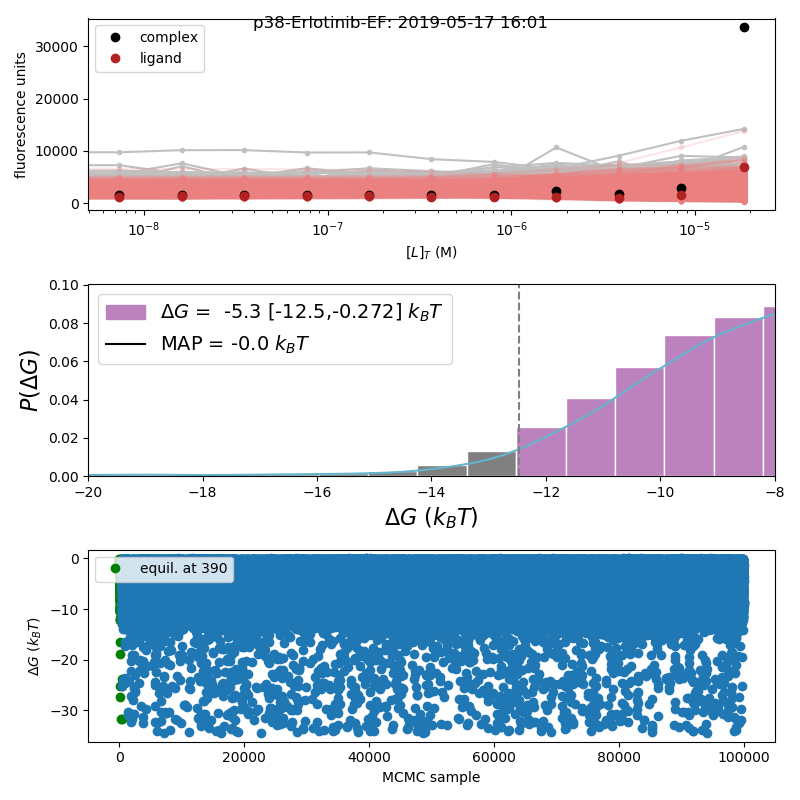 p38-Erlotinib-EF: 2019-05-17 16:01
fluorescence units
30000
20000
10000
0
complex
ligand
10⁻⁸ 10⁻⁷ 10⁻⁶ 10⁻⁵
[L]_T (M)
P(ΔG)
0.10
0.08
0.06
0.04
0.02
0.00
ΔG = -5.3 [-12.5,-0.272] k_BT
MAP = -0.0 k_BT
−20 −18 −16 −14 −12 −10 −8
ΔG (k_BT)
ΔG (k_BT)
0
−10
−20
−30
equil. at 390
0 20000 40000 60000 80000 100000
MCMC sample